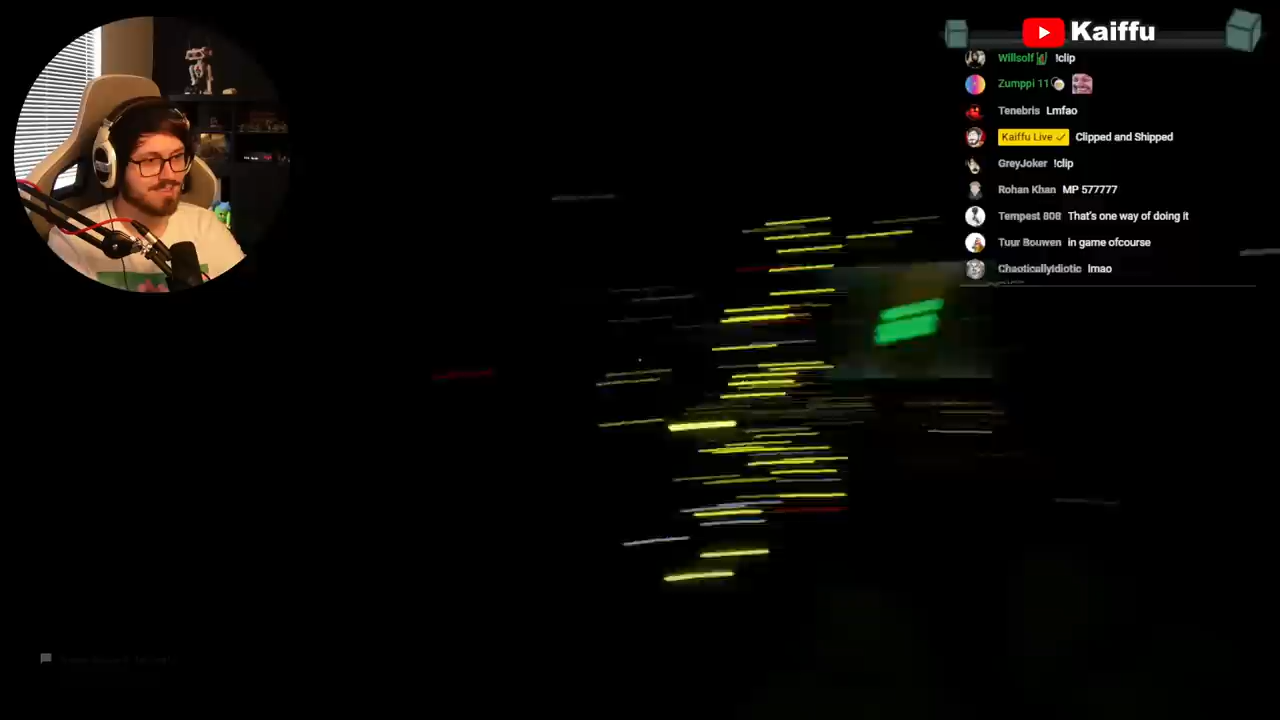 Kaiffu
Willsolf !clip
Zumppi 11
Tenebris Lmfao
Kaiffu Live ✓ Clipped and Shipped
GreyJoker !clip
Rohan Khan MP 577777
Tempest 808 That's one way of doing it
Tuur Bouwen in game ofcourse
ChaoticallyIdiotic lmao